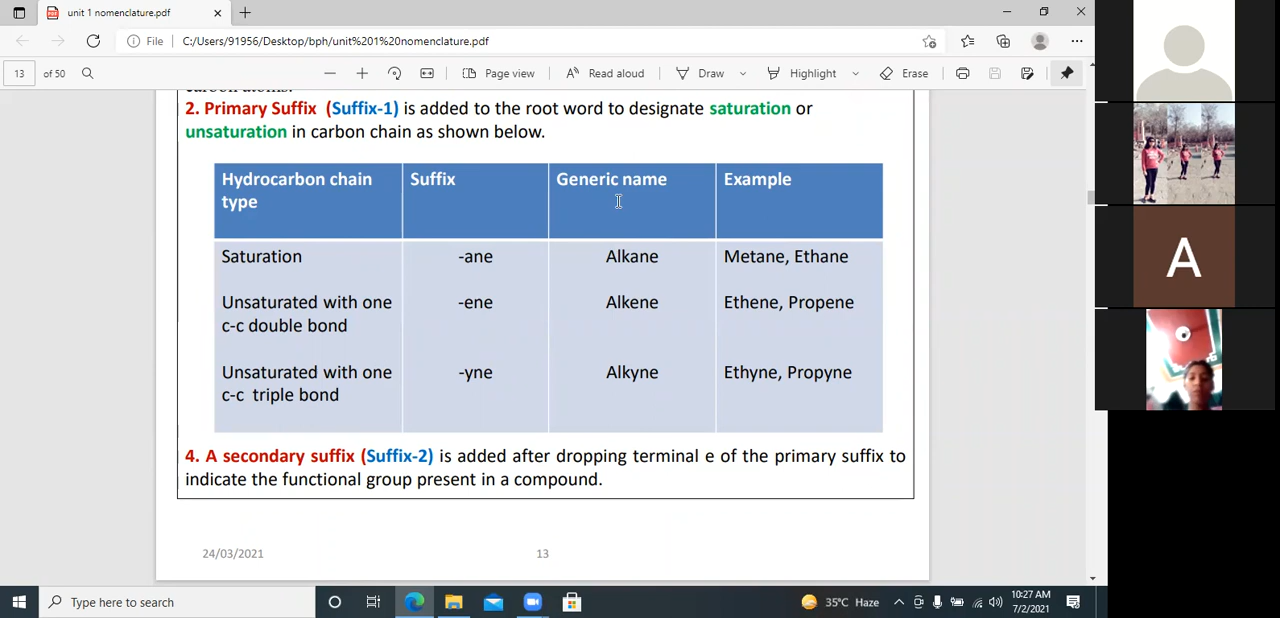 unit 1 nomenclature.pdf
File C:/Users/91956/Desktop/bph/unit%201%20nomenclature.pdf
13 of 50 Page view Read aloud Draw Highlight Erase
2. Primary Suffix (Suffix-1) is added to the root word to designate saturation or
unsaturation in carbon chain as shown below.
Hydrocarbon chain type Suffix Generic name Example
Saturation -ane Alkane Metane, Ethane
Unsaturated with one c-c double bond -ene Alkene Ethene, Propene
Unsaturated with one c-c triple bond -yne Alkyne Ethyne, Propyne
4. A secondary suffix (Suffix-2) is added after dropping terminal e of the primary suffix to
indicate the functional group present in a compound.
24/03/2021 13
A
Type here to search 35°C Haze 10:27 AM
7/2/2021